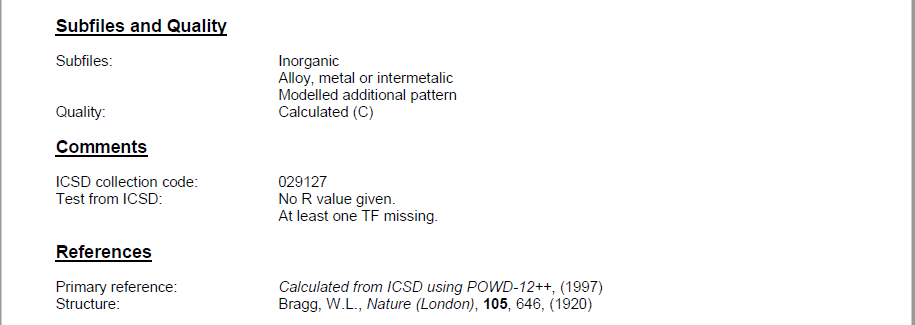 Subfiles and Quality
Subfiles: Inorganic
Alloy, metal or intermetalic
Modelled additional pattern
Quality: Calculated (C)
Comments
ICSD collection code: 029127
Test from ICSD: No R value given.
At least one TF missing.
References
Primary reference: Calculated from ICSD using POWD-12++, (1997)
Structure: Bragg, W.L., Nature (London), 105, 646, (1920)